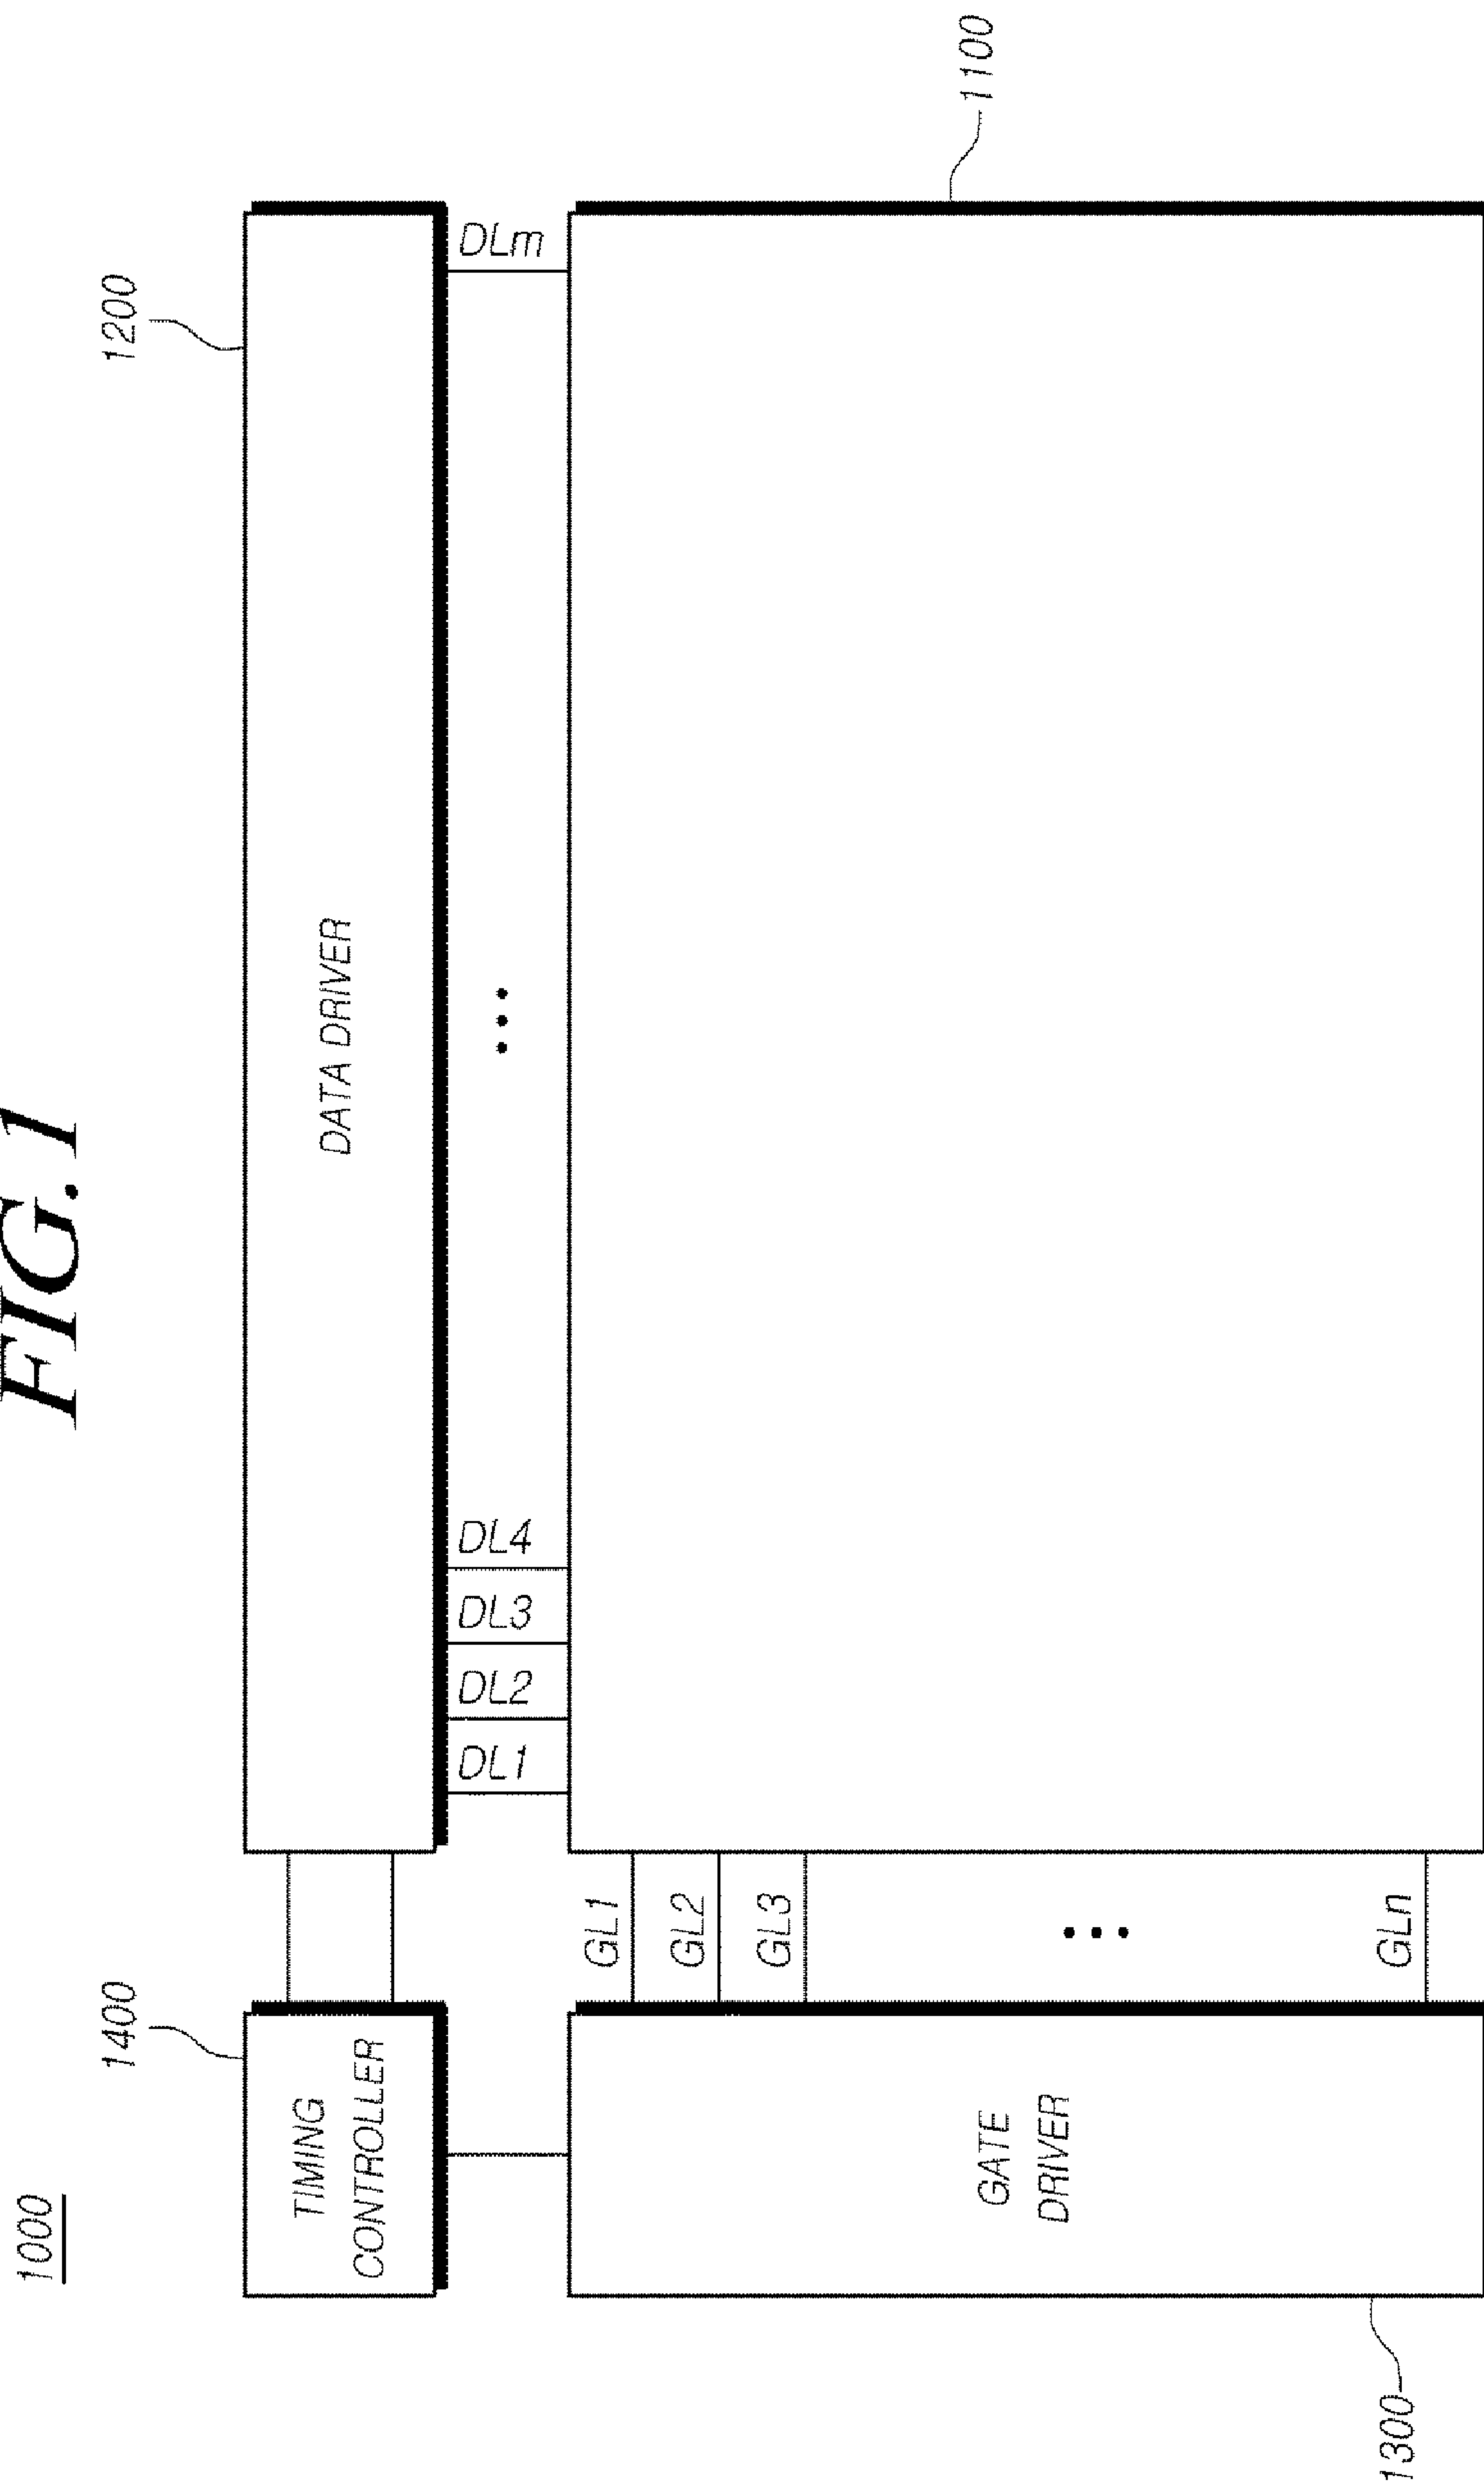 FIG. 1
1000
1400
1200
TIMING
CONTROLLER
DATA DRIVER
DL1
DL2
DL3
DL4
...
DLm
GL1
GL2
GL3
...
GLn
GATE
DRIVER
1100
1300